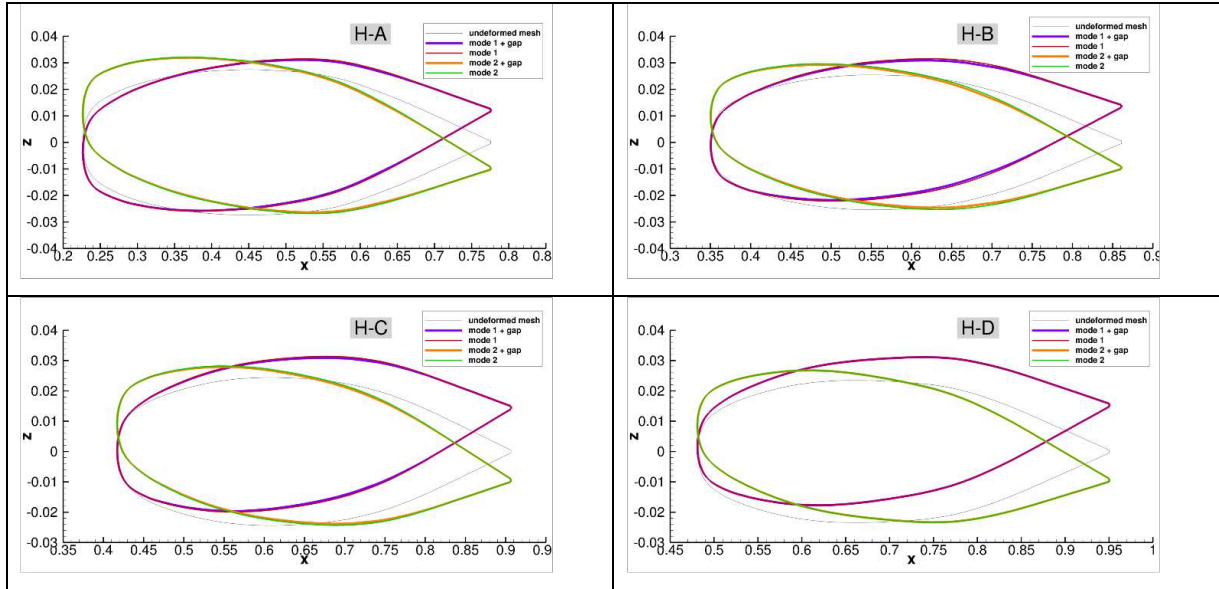 H-A
undeformed mesh
mode 1 + gap
mode 1
mode 2 + gap
mode 2
0.04
0.03
0.02
0.01
0
-0.01
-0.02
-0.03
-0.04
z
0.2 0.25 0.3 0.35 0.4 0.45 0.5 0.55 0.6 0.65 0.7 0.75 0.8 0.8
x
H-B
undeformed mesh
mode 1 + gap
mode 1
mode 2 + gap
mode 2
0.04
0.03
0.02
0.01
0
-0.01
-0.02
-0.03
-0.04
z
0.3 0.35 0.4 0.45 0.5 0.55 0.6 0.65 0.7 0.75 0.8 0.85 0.9
x
H-C
undeformed mesh
mode 1 + gap
mode 1
mode 2 + gap
mode 2
0.04
0.03
0.02
0.01
0
-0.01
-0.02
-0.03
z
0.35 0.4 0.45 0.5 0.55 0.6 0.65 0.7 0.75 0.8 0.85 0.9 0.9
x
H-D
undeformed mesh
mode 1 + gap
mode 1
mode 2 + gap
mode 2
0.04
0.03
0.02
0.01
0
-0.01
-0.02
-0.03
z
0.45 0.5 0.55 0.6 0.65 0.7 0.75 0.8 0.85 0.9 0.95 1
x